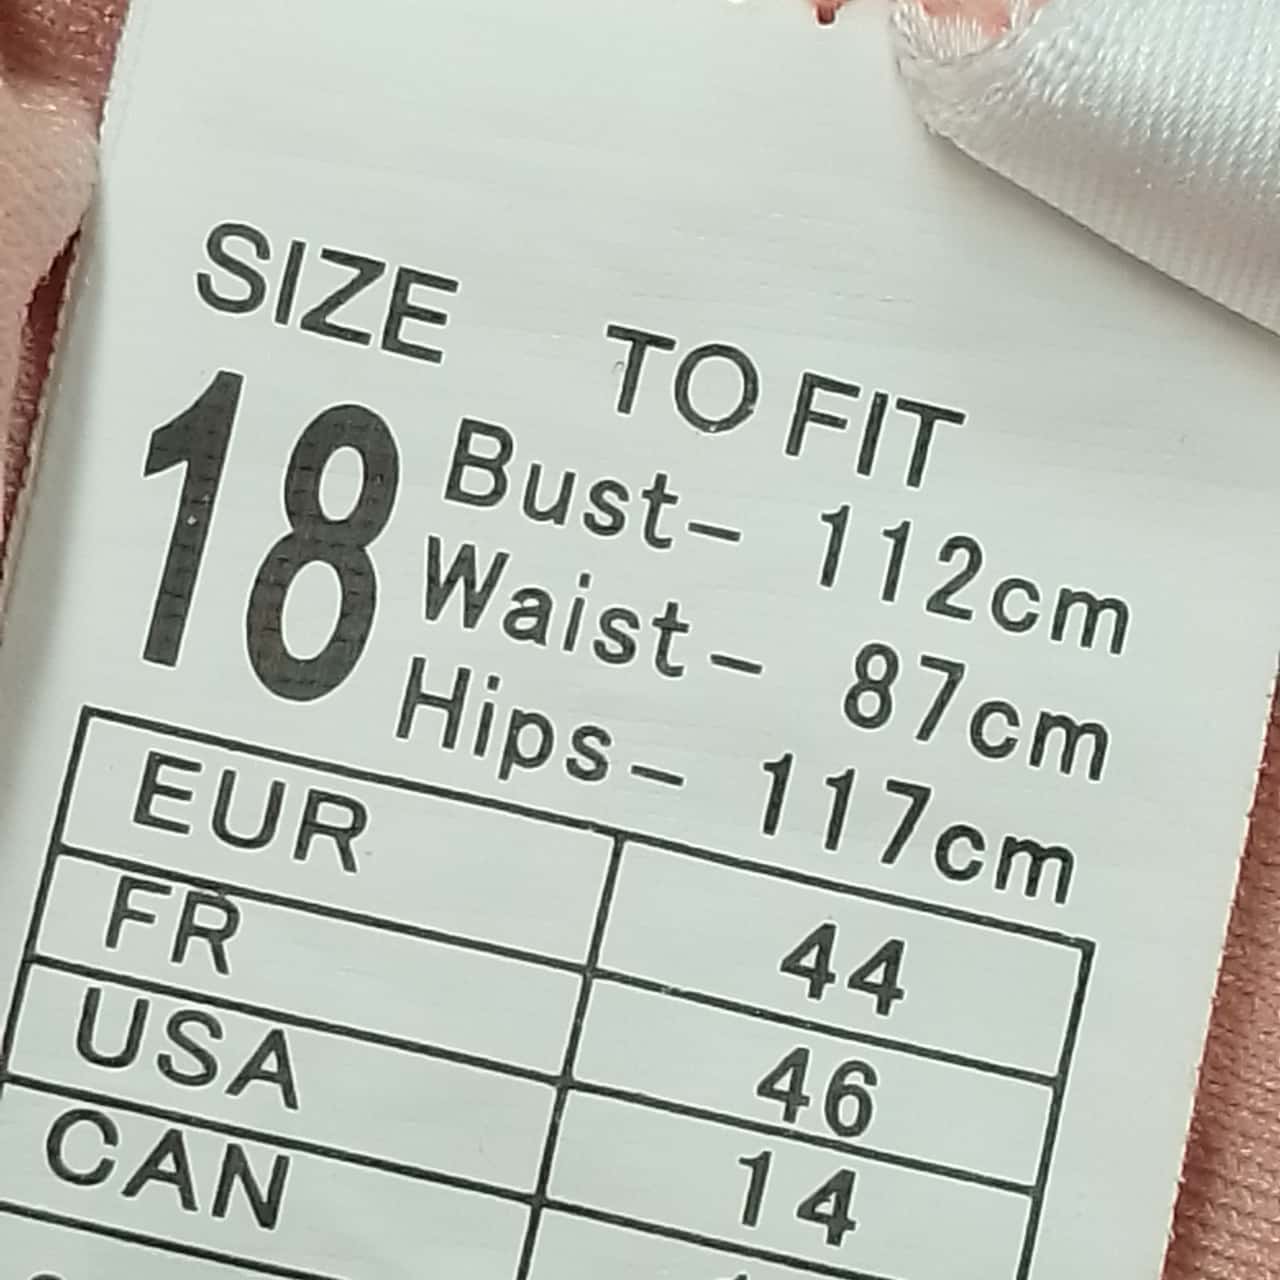 SIZE TO FIT
18 Bust- 112cm
Waist- 87cm
Hips- 117cm
EUR 44
FR 46
USA 14
CAN